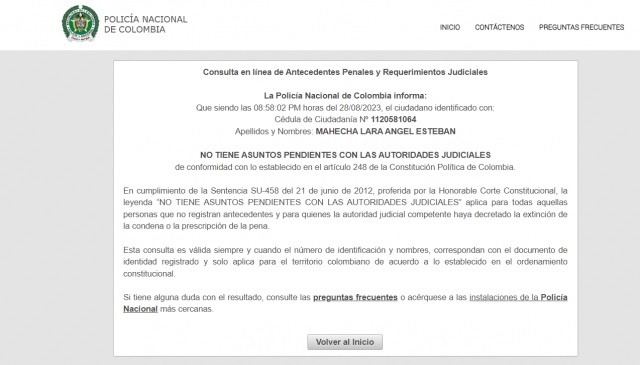 POLICÍA NACIONAL
DE COLOMBIA
INICIO CONTÁCTENOS PREGUNTAS FRECUENTES
Consulta en línea de Antecedentes Penales y Requerimientos Judiciales
La Policía Nacional de Colombia informa:
Que siendo las 08:58:02 PM horas del 28/08/2023, el ciudadano identificado con:
Cédula de Ciudadanía Nº 1120581064
Apellidos y Nombres: MAHECHA LARA ANGEL ESTEBAN
NO TIENE ASUNTOS PENDIENTES CON LAS AUTORIDADES JUDICIALES
de conformidad con lo establecido en el artículo 248 de la Constitución Política de Colombia.
En cumplimiento de la Sentencia SU-458 del 21 de junio de 2012, proferida por la Honorable Corte Constitucional, la
leyenda "NO TIENE ASUNTOS PENDIENTES CON LAS AUTORIDADES JUDICIALES" aplica para todas aquellas
personas que no registran antecedentes y para quienes la autoridad judicial competente haya decretado la extinción de
la condena o la prescripción de la pena.
Esta consulta es válida siempre y cuando el número de identificación y nombres, correspondan con el documento de
identidad registrado y solo aplica para el territorio colombiano de acuerdo a lo establecido en el ordenamiento
constitucional.
Si tiene alguna duda con el resultado, consulte las preguntas frecuentes o acérquese a las instalaciones de la Policía
Nacional más cercanas.
Volver al Inicio